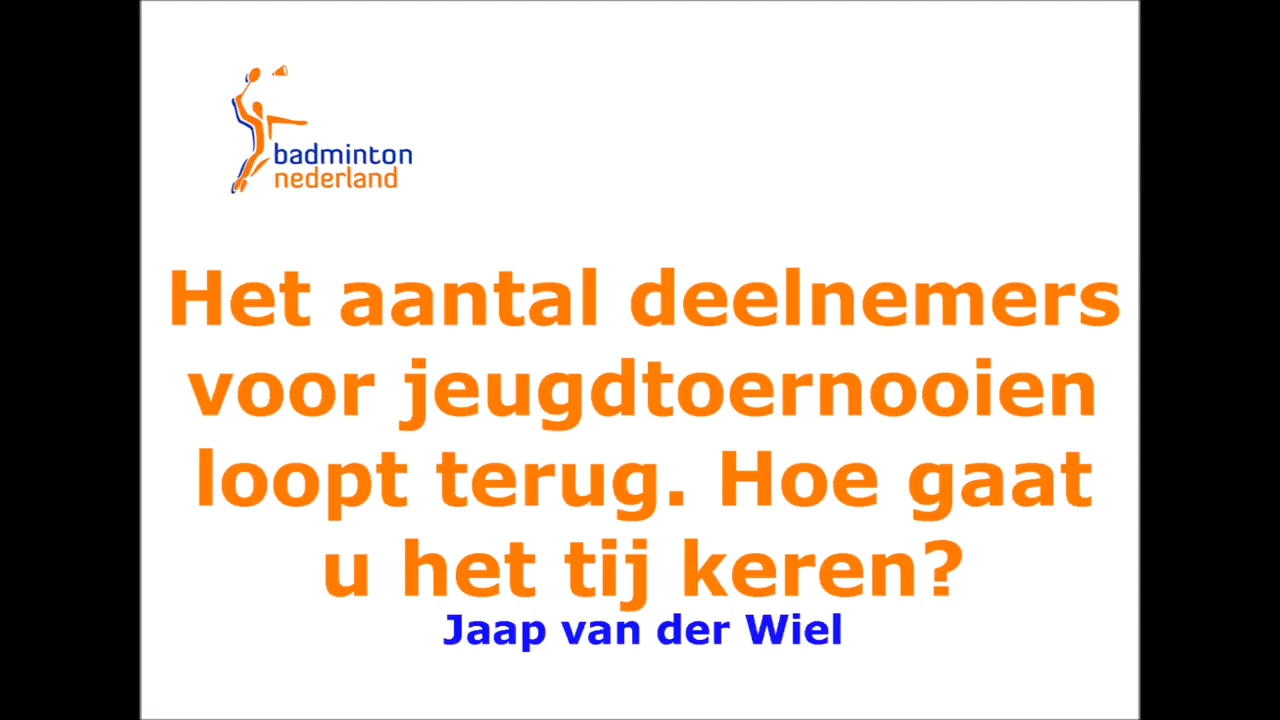 badminton
nederland
Het aantal deelnemers
voor jeugdtoernooien
loopt terug. Hoe gaat
u het tij keren?
Jaap van der Wiel